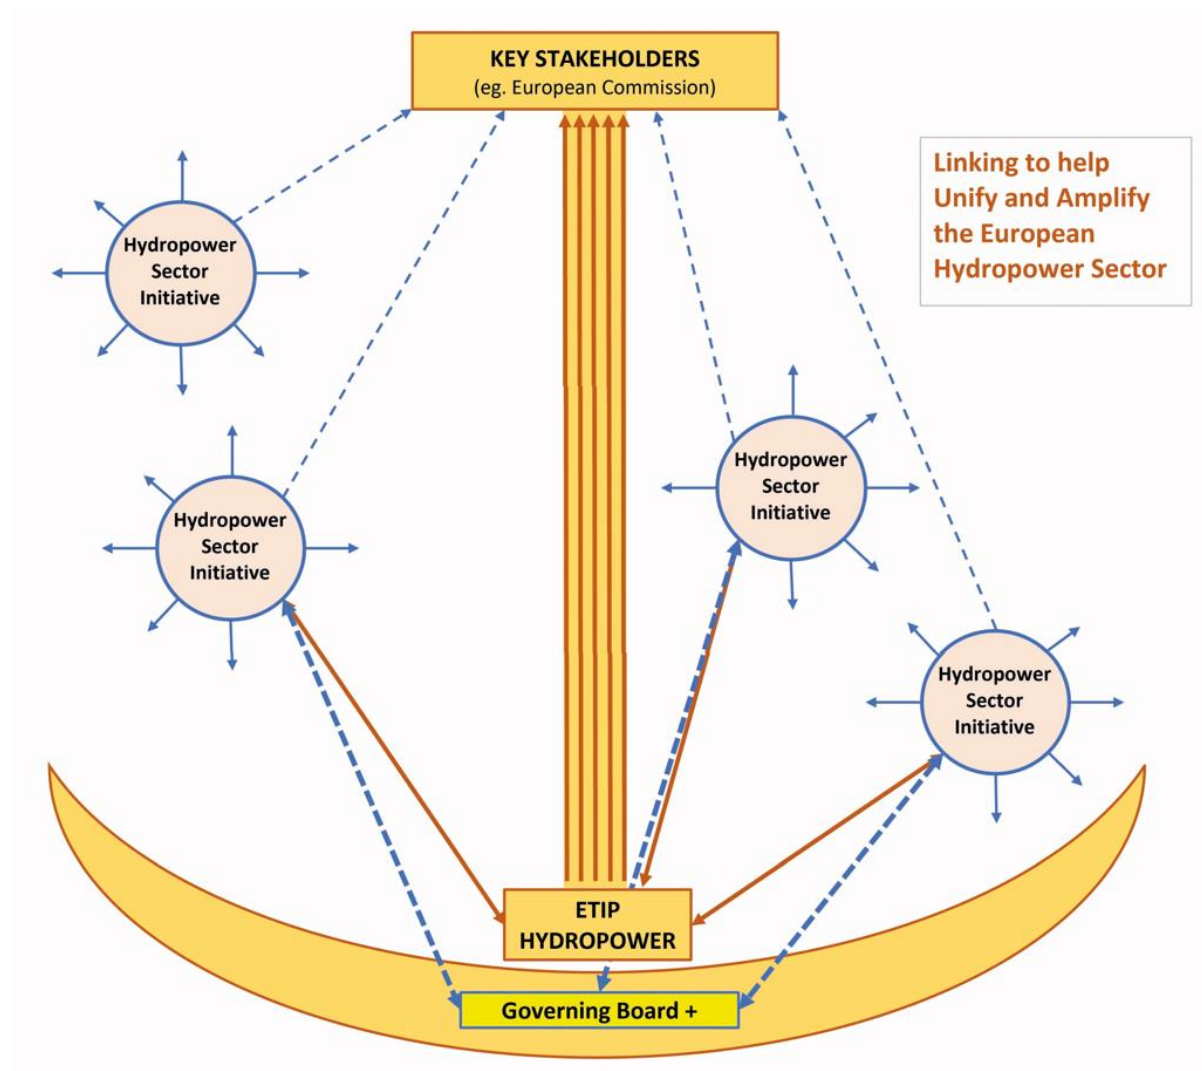 KEY STAKEHOLDERS
(eg. European Commission)
Linking to help
Unify and Amplify
the European
Hydropower Sector
Hydropower
Sector
Initiative
Hydropower
Sector
Initiative
Hydropower
Sector
Initiative
Hydropower
Sector
Initiative
ETIP
HYDROPOWER
Governing Board +